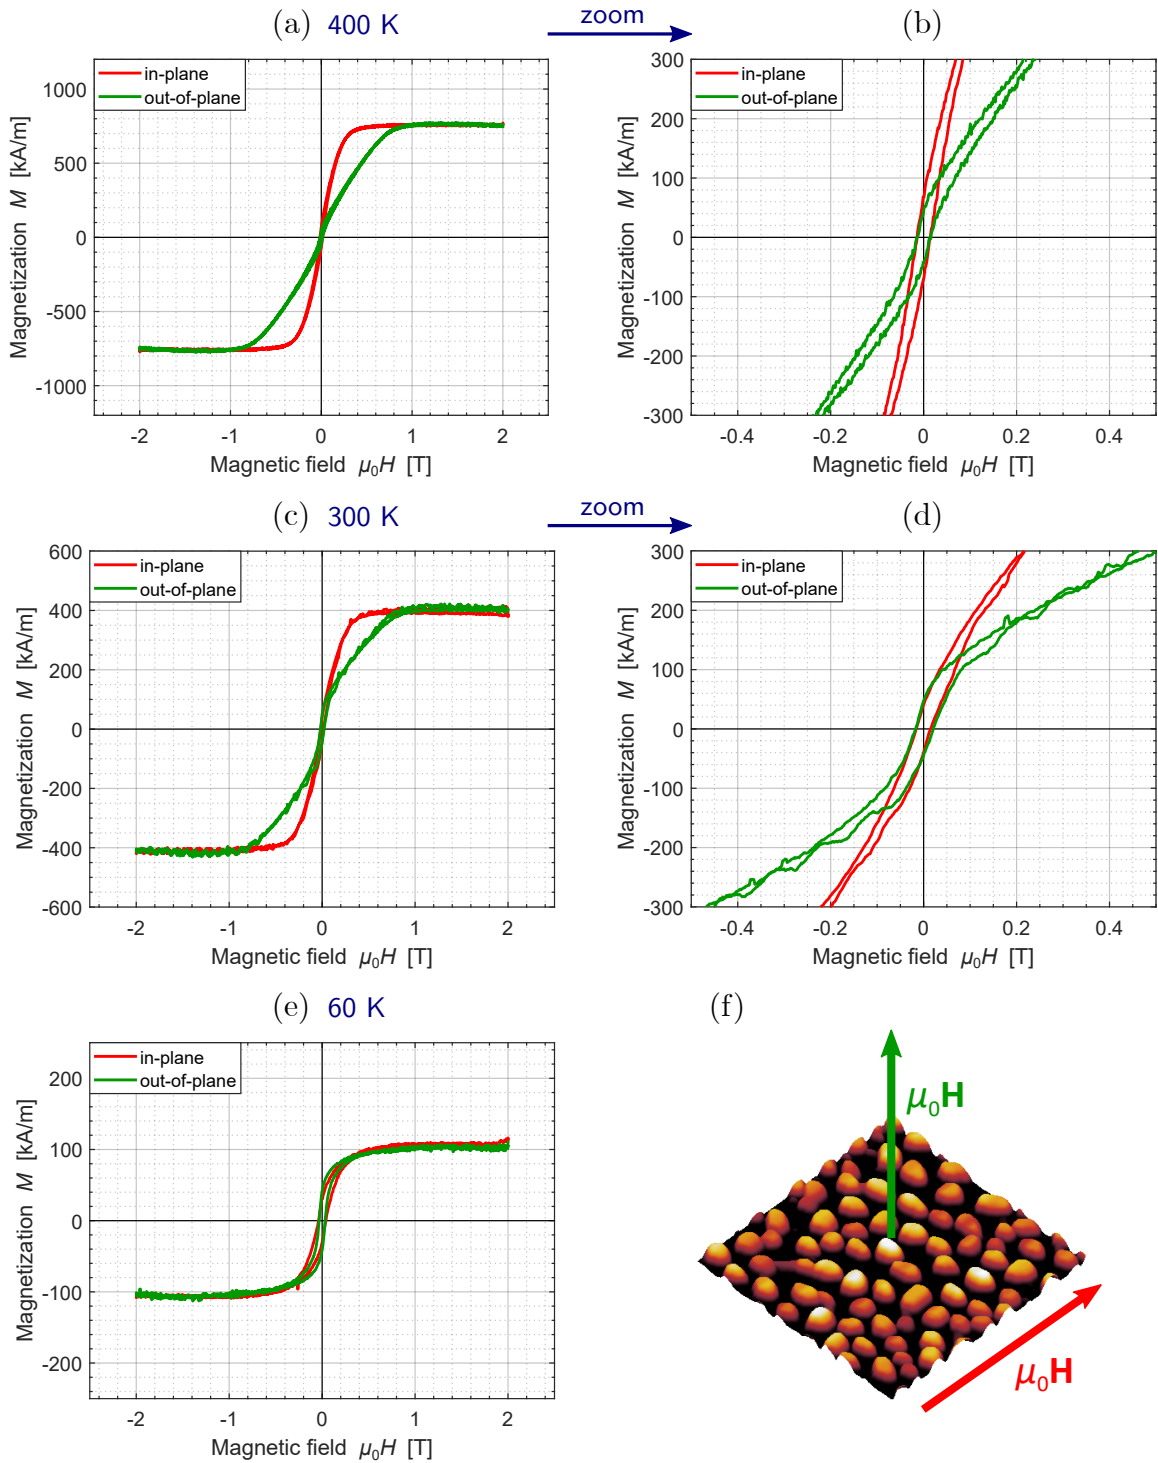 (a) 400 K
zoom
(b)
in-plane
out-of-plane
1000
500
0
-500
-1000
-2 -1 0 1 2
Magnetization M [kA/m]
Magnetic field μ₀H [T]
in-plane
out-of-plane
300
200
100
0
-100
-200
-300
-0.4 -0.2 0 0.2 0.4
Magnetization M [kA/m]
Magnetic field μ₀H [T]
(c) 300 K
zoom
(d)
in-plane
out-of-plane
600
400
200
0
-200
-400
-600
-2 -1 0 1 2
Magnetization M [kA/m]
Magnetic field μ₀H [T]
in-plane
out-of-plane
300
200
100
0
-100
-200
-300
-0.4 -0.2 0 0.2 0.4
Magnetization M [kA/m]
Magnetic field μ₀H [T]
(e) 60 K
in-plane
out-of-plane
200
100
0
-100
-200
-2 -1 0 1 2
Magnetization M [kA/m]
Magnetic field μ₀H [T]
(f)
μ₀H
μ₀H